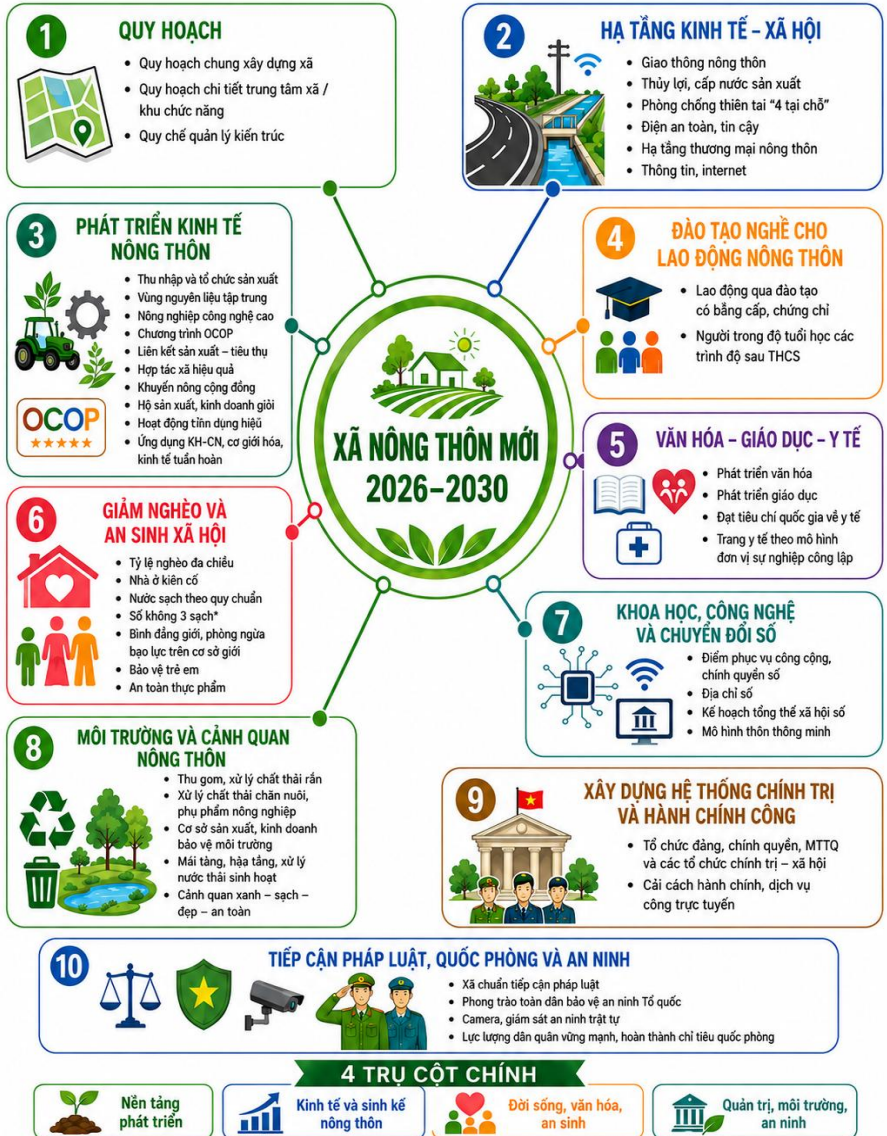 1
QUY HOẠCH
• Quy hoạch chung xây dựng xã
• Quy hoạch chi tiết trung tâm xã /
khu chức năng
• Quy chế quản lý kiến trúc
2
HẠ TẦNG KINH TẾ – XÃ HỘI
• Giao thông nông thôn
• Thủy lợi, cấp nước sản xuất
• Phòng chống thiên tai “4 tại chỗ”
• Điện an toàn, tin cậy
• Hạ tầng thương mại nông thôn
• Thông tin, internet
3
PHÁT TRIỂN KINH TẾ
NÔNG THÔN
• Thu nhập và tổ chức sản xuất
• Vùng nguyên liệu tập trung
• Nông nghiệp công nghệ cao
• Chương trình OCOP
• Liên kết sản xuất – tiêu thụ
• Hợp tác xã hiệu quả
• Khuyến nông cộng đồng
• Hộ sản xuất, kinh doanh giỏi
• Hoạt động tỉn dụng hiệu
• Ứng dụng KH-CN, cơ giới hóa,
kinh tế tuần hoàn
OCOP
4
ĐÀO TẠO NGHỀ CHO
LAO ĐỘNG NÔNG THÔN
• Lao động qua đào tạo
có bằng cấp, chứng chỉ
• Người trong độ tuổi học các
trình độ sau THCS
XÃ NÔNG THÔN MỚI
2026–2030
5
VĂN HÓA – GIÁO DỤC – Y TẾ
• Phát triển văn hóa
• Phát triển giáo dục
• Đạt tiêu chí quốc gia về y tế
• Trang y tế theo mô hình
đơn vị sự nghiệp công lập
6
GIẢM NGHÈO VÀ
AN SINH XÃ HỘI
• Tỷ lệ nghèo đa chiều
• Nhà ở kiên cố
• Nước sạch theo quy chuẩn
• Số không 3 sạch*
• Bình đẳng giới, phòng ngừa
bạo lực trên cơ sở giới
• Bảo vệ trẻ em
• An toàn thực phẩm
7
KHOA HỌC, CÔNG NGHỆ
VÀ CHUYỂN ĐỔI SỐ
• Điểm phục vụ công cộng,
chính quyền số
• Địa chỉ số
• Kế hoạch tổng thể xã hội số
• Mô hình thôn thông minh
8
MÔI TRƯỜNG VÀ CẢNH QUAN
NÔNG THÔN
• Thu gom, xử lý chất thải rắn
• Xử lý chất thải chăn nuôi,
phụ phẩm nông nghiệp
• Cơ sở sản xuất, kinh doanh
bảo vệ môi trường
• Mái tàng, hậa tầng, xử lý
nước thải sinh hoạt
• Cảnh quan xanh – sạch –
đẹp – an toàn
9
XÂY DỰNG HỆ THỐNG CHÍNH TRỊ
VÀ HÀNH CHÍNH CÔNG
• Tổ chức đảng, chính quyền, MTTQ
và các tổ chức chính trị – xã hội
• Cải cách hành chính, dịch vụ
công trực tuyến
10
TIẾP CẬN PHÁP LUẬT, QUỐC PHÒNG VÀ AN NINH
• Xã chuẩn tiếp cận pháp luật
• Phong trào toàn dân bảo vệ an ninh Tổ quốc
• Camera, giám sát an ninh trật tự
• Lực lượng dân quân vững mạnh, hoàn thành chỉ tiêu quốc phòng
4 TRỤ CỘT CHÍNH
Nền tảng
phát triển
Kinh tế và sinh kế
nông thôn
Đời sống, văn hóa,
an sinh
Quản trị, môi trường,
an ninh